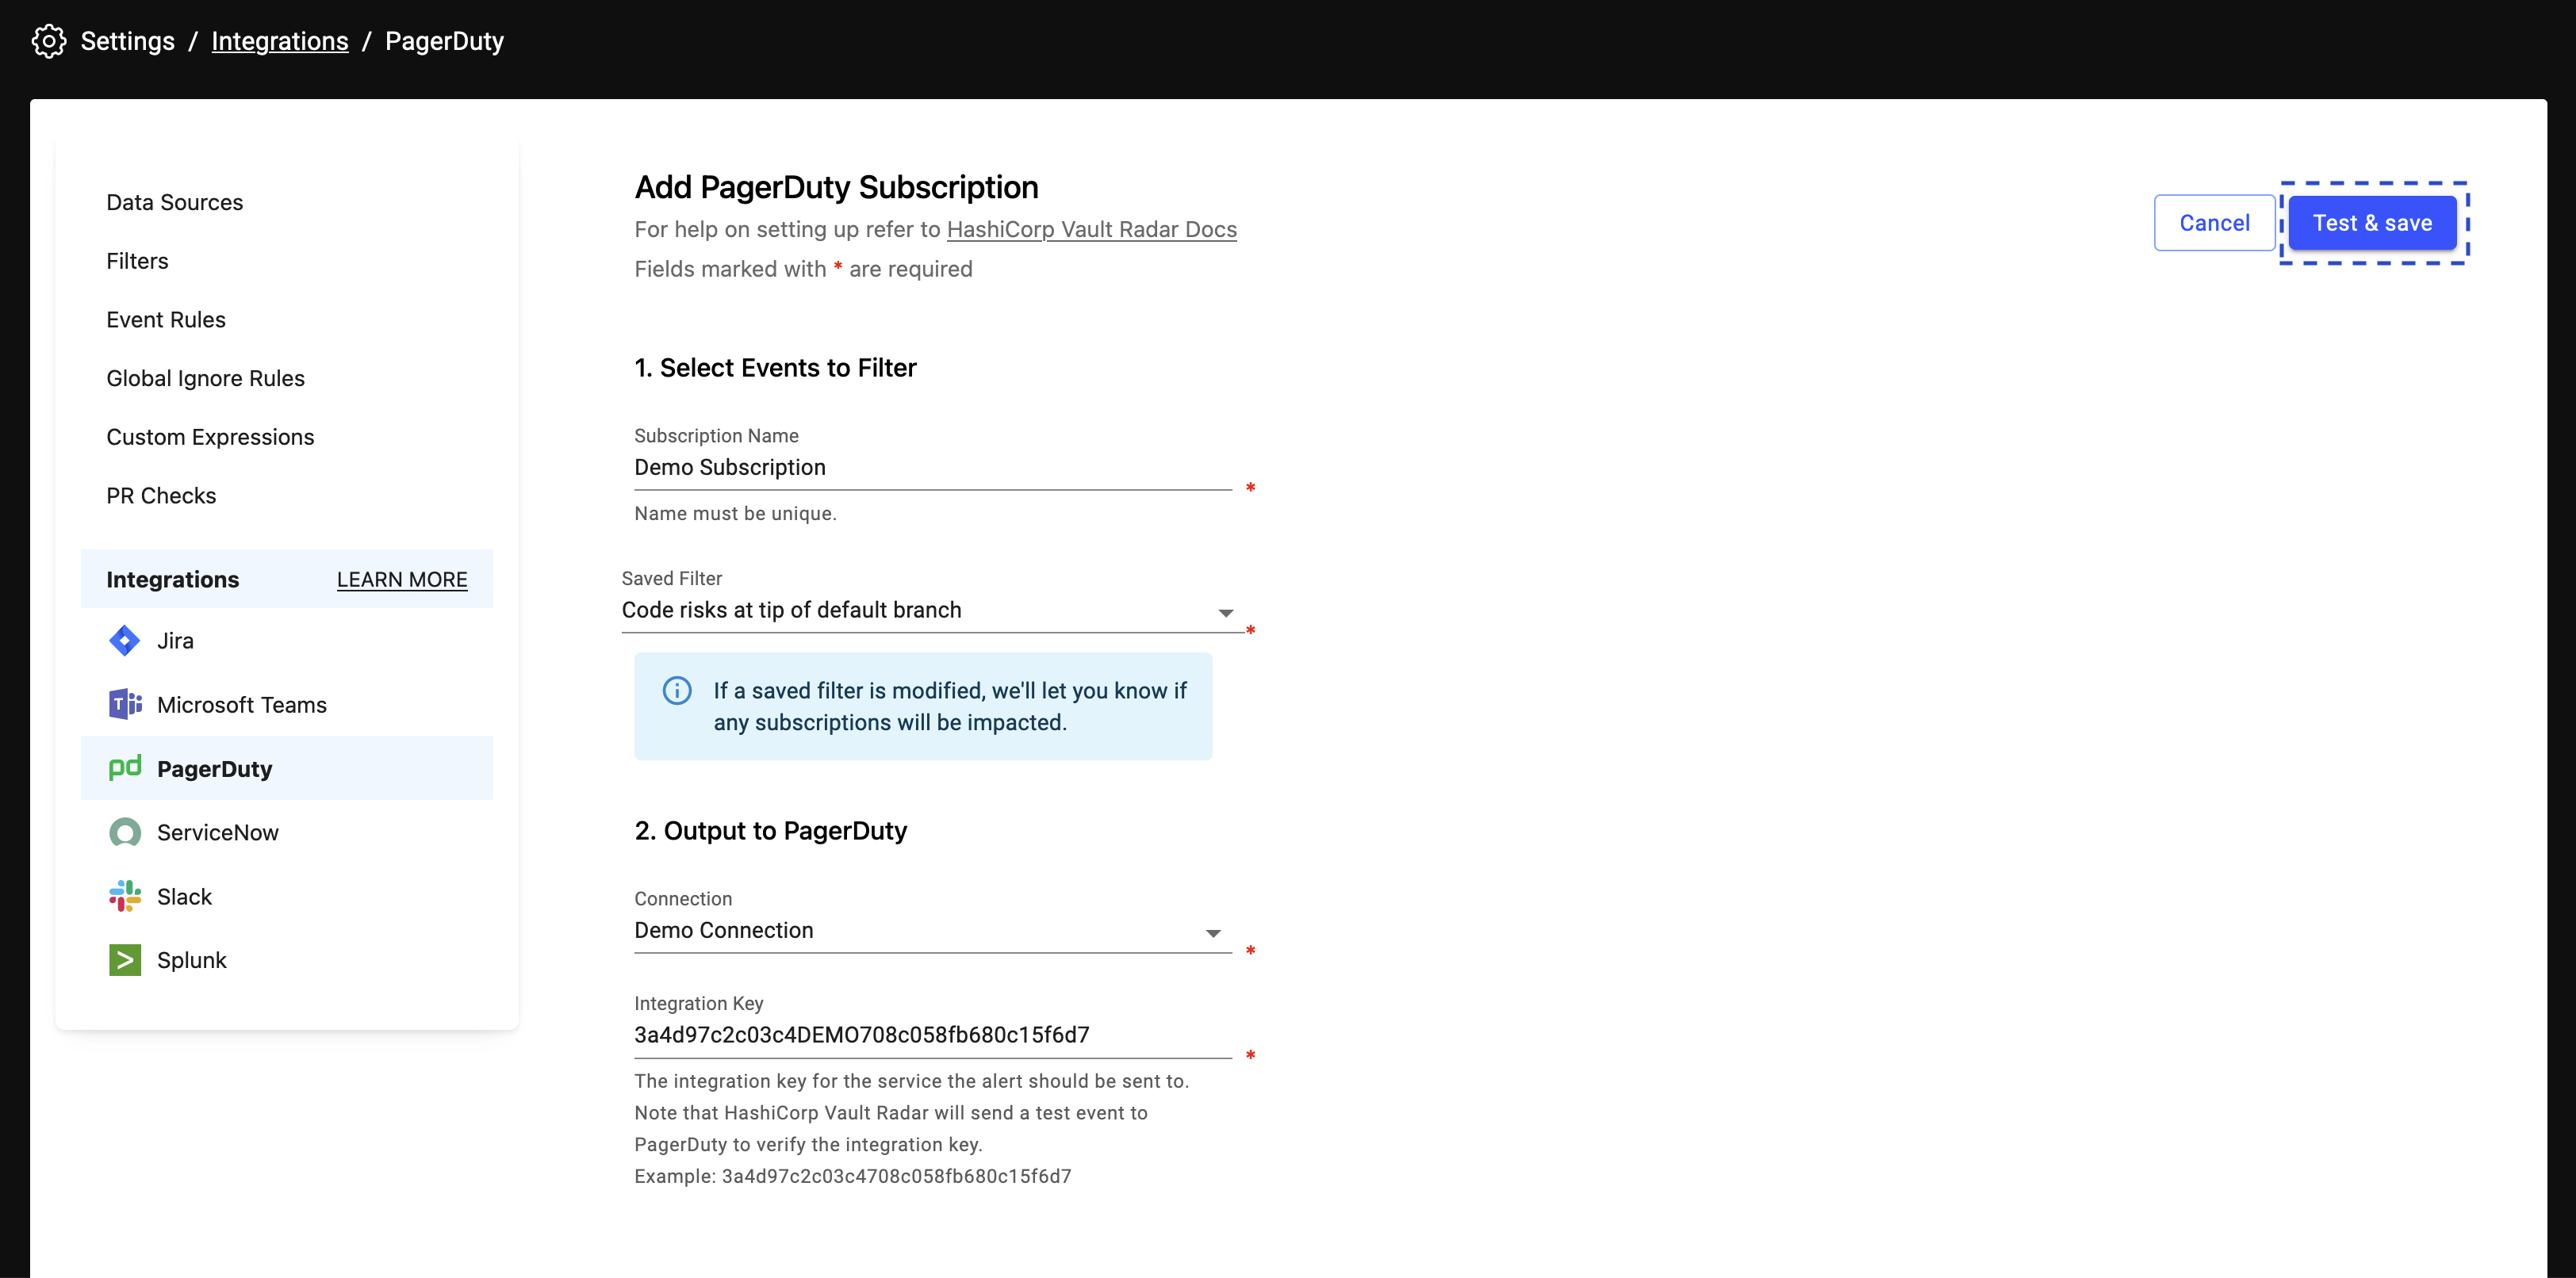 Settings / Integrations / PagerDuty
Data Sources
Filters
Event Rules
Global Ignore Rules
Custom Expressions
PR Checks
Integrations LEARN MORE
Jira
Microsoft Teams
pd PagerDuty
ServiceNow
Slack
Splunk
Add PagerDuty Subscription
For help on setting up refer to HashiCorp Vault Radar Docs
Fields marked with * are required
Cancel Test & save
1. Select Events to Filter
Subscription Name
Demo Subscription
*
Name must be unique.
Saved Filter
Code risks at tip of default branch
*
If a saved filter is modified, we'll let you know if
any subscriptions will be impacted.
2. Output to PagerDuty
Connection
Demo Connection
*
Integration Key
3a4d97c2c03c4DEMO708c058fb680c15f6d7
*
The integration key for the service the alert should be sent to.
Note that HashiCorp Vault Radar will send a test event to
PagerDuty to verify the integration key.
Example: 3a4d97c2c03c4708c058fb680c15f6d7